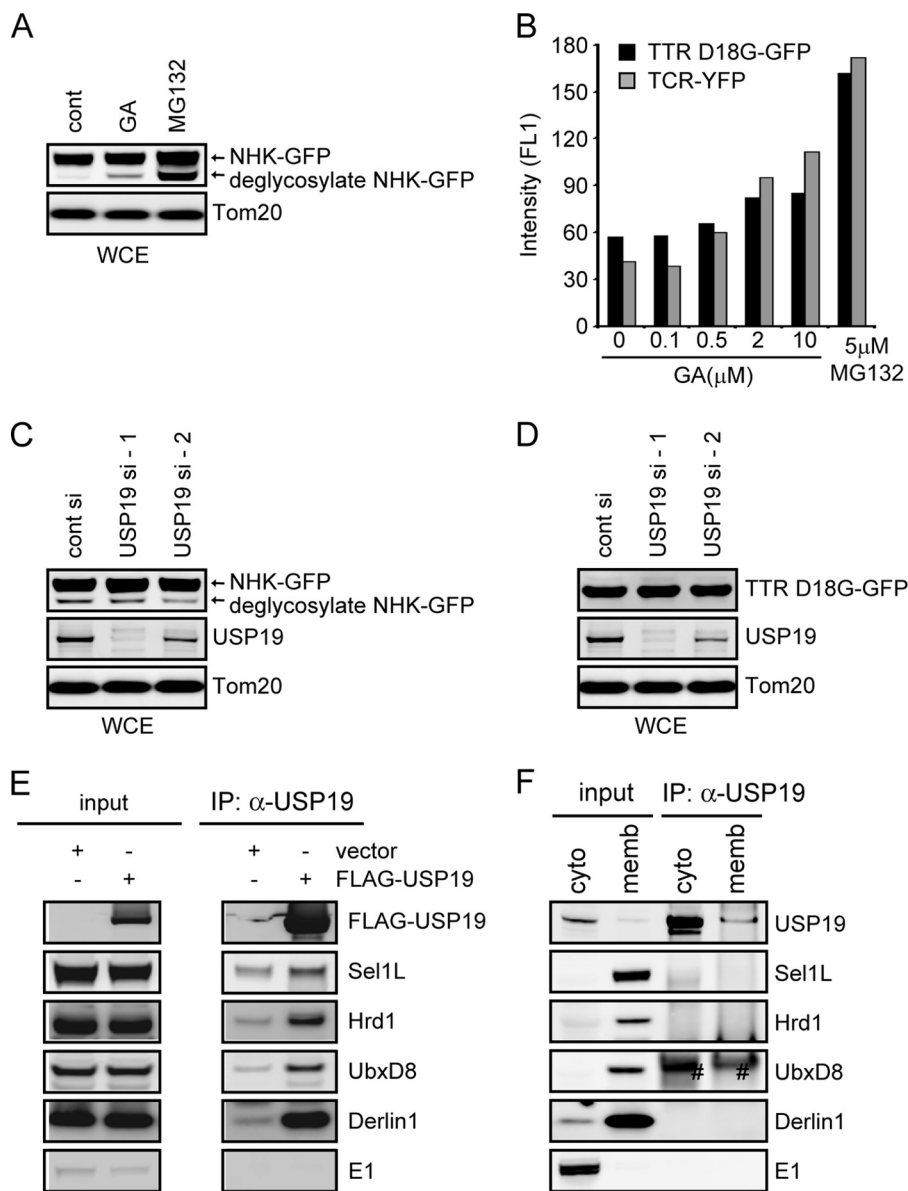 A
cont
GA
MG132
NHK-GFP
deglycosylate NHK-GFP
Tom20
WCE
B
180
150
120
90
60
30
0
Intensity (FL1)
TTR D18G-GFP
TCR-YFP
0 0.1 0.5 2 10 5μM
GA(μM) MG132
C
cont si
USP19 si - 1
USP19 si - 2
NHK-GFP
deglycosylate NHK-GFP
USP19
Tom20
WCE
D
cont si
USP19 si - 1
USP19 si - 2
TTR D18G-GFP
USP19
Tom20
WCE
E
input IP: α-USP19
+ - + - vector
- + - + FLAG-USP19
FLAG-USP19
Sel1L
Hrd1
UbxD8
Derlin1
E1
F
input IP: α-USP19
cyto
memb
cyto
memb
USP19
Sel1L
Hrd1
# # UbxD8
Derlin1
E1